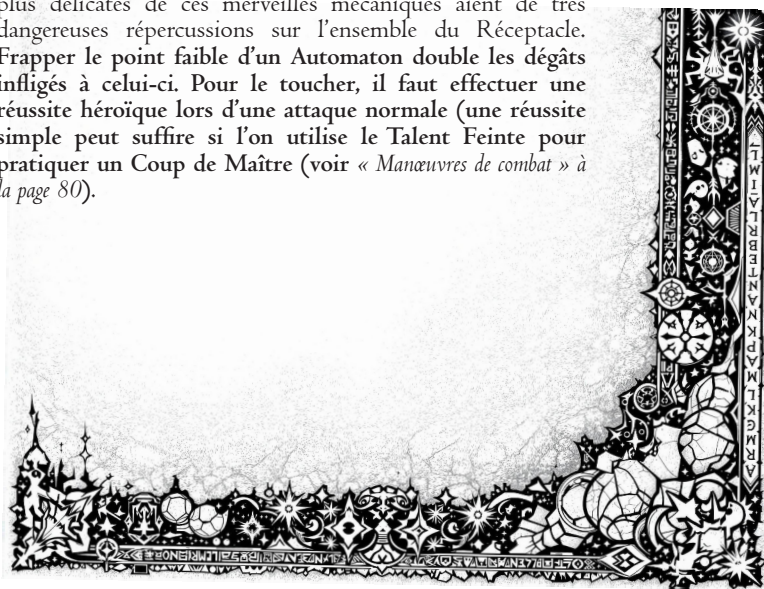 plus délicates de ces merveilles mécaniques aient de très
dangereuses répercussions sur l'ensemble du Réceptacle.
Frapper le point faible d'un Automaton double les dégâts
infligés à celui-ci. Pour le toucher, il faut effectuer une
réussite héroïque lors d'une attaque normale (une réussite
simple peut suffire si l'on utilise le Talent Feinte pour
pratiquer un Coup de Maître (voir « Manœuvres de combat » à
la page 80).